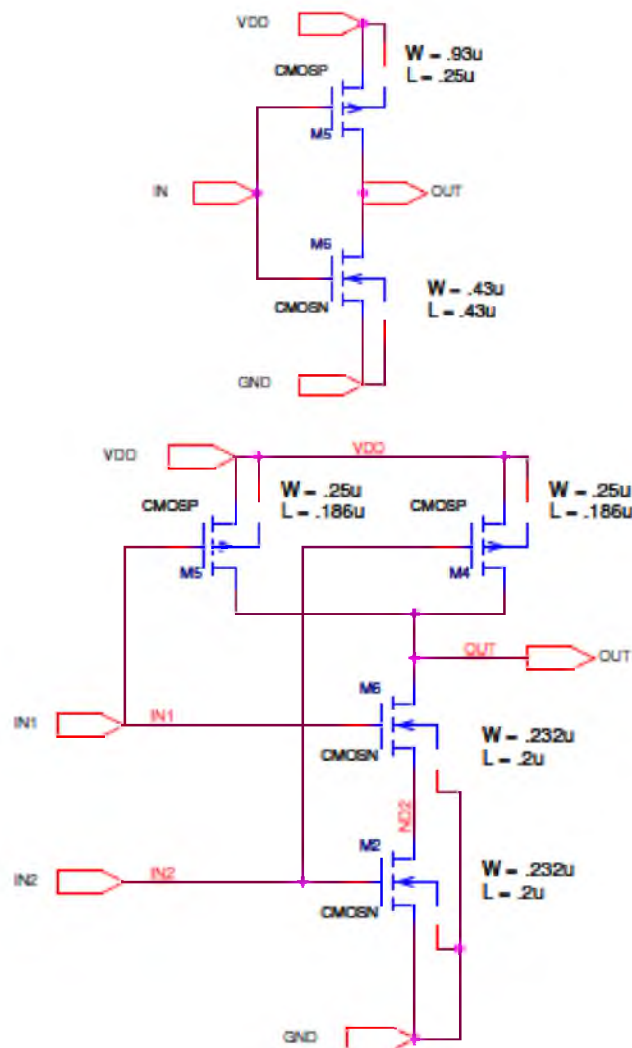 VDD
W = .93u
L = .25u
CMOSP
M5
IN
OUT
M6
CMOSN
W = .43u
L = .43u
GND
VDD
VDD
CMOSP
W = .25u
L = .186u
CMOSP
W = .25u
L = .186u
M5
M4
OUT
OUT
M6
IN1
IN1
CMOSN
W = .232u
L = .2u
ND2
M2
IN2
IN2
CMOSN
W = .232u
L = .2u
GND